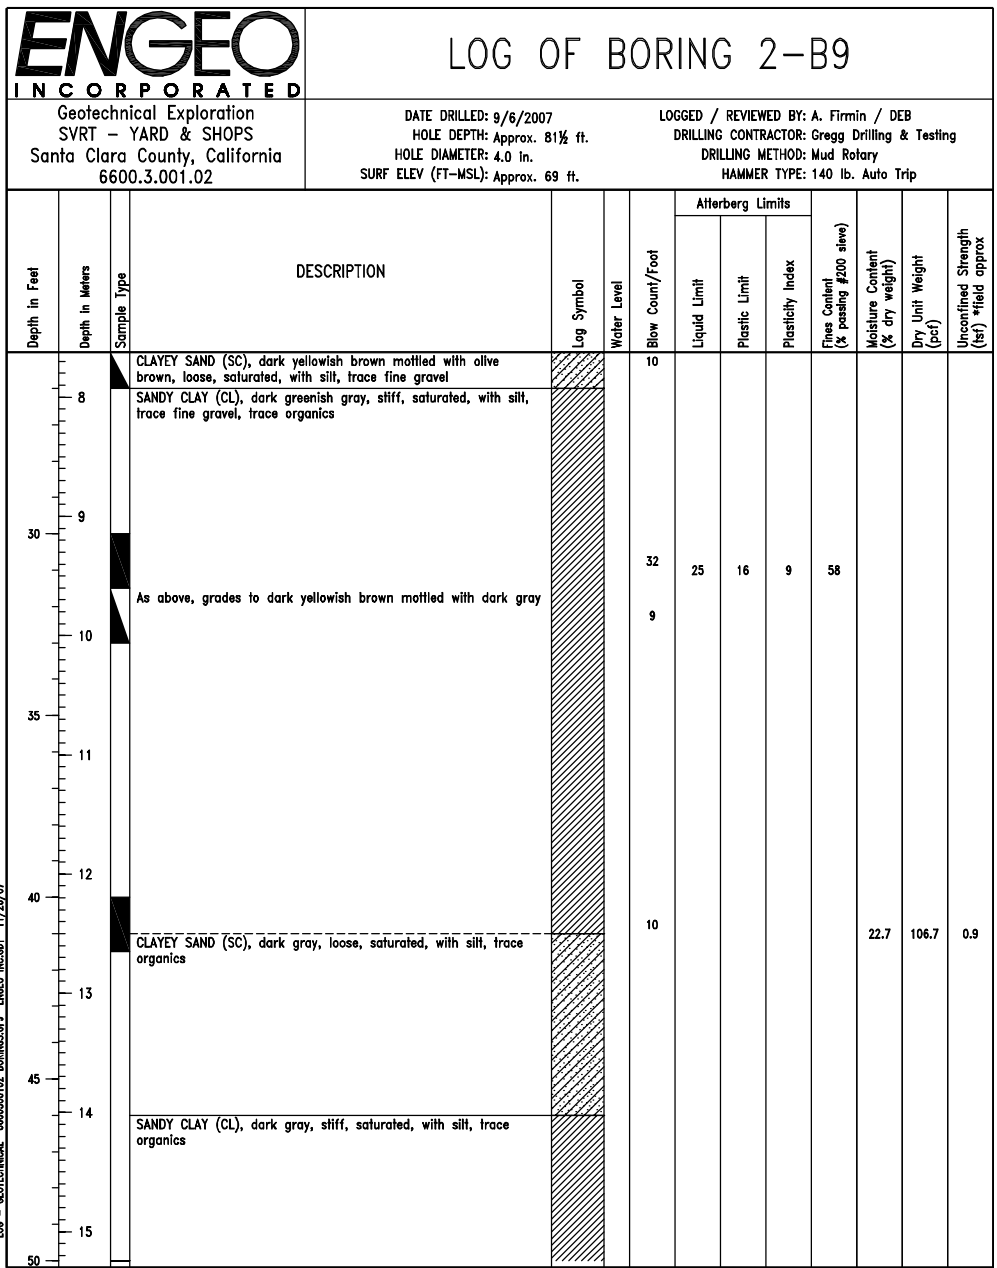 ENGEO
INCORPORATED
LOG OF BORING 2-B9
Geotechnical Exploration
SVRT - YARD & SHOPS
Santa Clara County, California
6600.3.001.02
DATE DRILLED: 9/6/2007
HOLE DEPTH: Approx. 81½ ft.
HOLE DIAMETER: 4.0 in.
SURF ELEV (FT-MSL): Approx. 69 ft.
LOGGED / REVIEWED BY: A. Firmin / DEB
DRILLING CONTRACTOR: Gregg Drilling & Testing
DRILLING METHOD: Mud Rotary
HAMMER TYPE: 140 lb. Auto Trip
Depth in Feet
Depth in Meters
Sample Type
DESCRIPTION
Log Symbol
Water Level
Blow Count/Foot
Atterberg Limits
Liquid Limit
Plastic Limit
Plasticity Index
Fines Content
(% passing #200 sieve)
Moisture Content
(% dry weight)
Dry Unit Weight
(pcf)
Unconfined Strength
(tsf) *field approx
CLAYEY SAND (SC), dark yellowish brown mottled with olive
brown, loose, saturated, with silt, trace fine gravel
10
8
SANDY CLAY (CL), dark greenish gray, stiff, saturated, with silt,
trace fine gravel, trace organics
9
30
32
25
16
9
58
As above, grades to dark yellowish brown mottled with dark gray
9
10
35
11
12
40
10
CLAYEY SAND (SC), dark gray, loose, saturated, with silt, trace
organics
22.7
106.7
0.9
13
45
14
SANDY CLAY (CL), dark gray, stiff, saturated, with silt, trace
organics
15
50